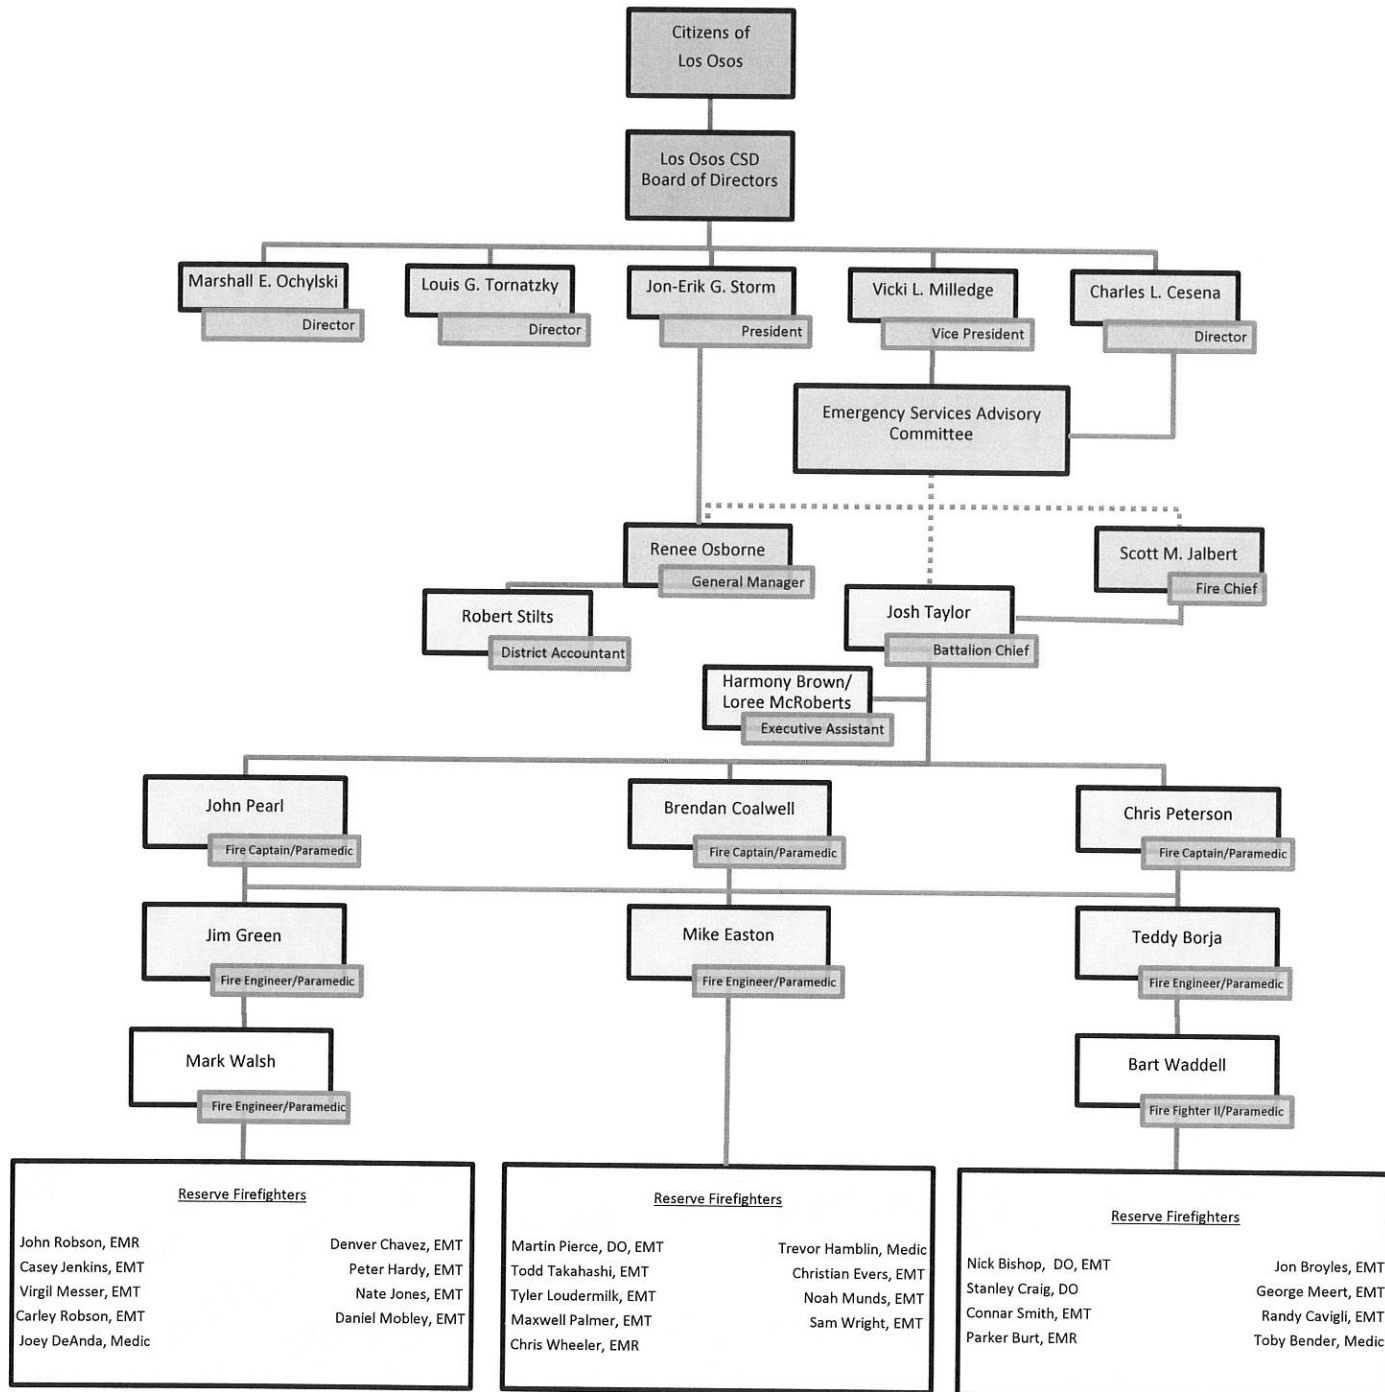 Citizens of
Los Osos
Los Osos CSD
Board of Directors
Marshall E. Ochylski
Director
Louis G. Tornatzky
Director
Jon-Erik G. Storm
President
Vicki L. Milledge
Vice President
Charles L. Cesena
Director
Emergency Services Advisory
Committee
Renee Osborne
General Manager
Scott M. Jalbert
Fire Chief
Robert Stilts
District Accountant
Josh Taylor
Battalion Chief
Harmony Brown/
Loree McRoberts
Executive Assistant
John Pearl
Fire Captain/Paramedic
Brendan Coalwell
Fire Captain/Paramedic
Chris Peterson
Fire Captain/Paramedic
Jim Green
Fire Engineer/Paramedic
Mike Easton
Fire Engineer/Paramedic
Teddy Borja
Fire Engineer/Paramedic
Mark Walsh
Fire Engineer/Paramedic
Bart Waddell
Fire Fighter II/Paramedic
Reserve Firefighters
John Robson, EMR
Casey Jenkins, EMT
Virgil Messer, EMT
Carley Robson, EMT
Joey DeAnda, Medic
Denver Chavez, EMT
Peter Hardy, EMT
Nate Jones, EMT
Daniel Mobley, EMT
Reserve Firefighters
Martin Pierce, DO, EMT
Todd Takahashi, EMT
Tyler Loudermilk, EMT
Maxwell Palmer, EMT
Chris Wheeler, EMR
Trevor Hamblin, Medic
Christian Evers, EMT
Noah Munds, EMT
Sam Wright, EMT
Reserve Firefighters
Nick Bishop, DO, EMT
Stanley Craig, DO
Connar Smith, EMT
Parker Burt, EMR
Jon Broyles, EMT
George Meert, EMT
Randy Cavigli, EMT
Toby Bender, Medic